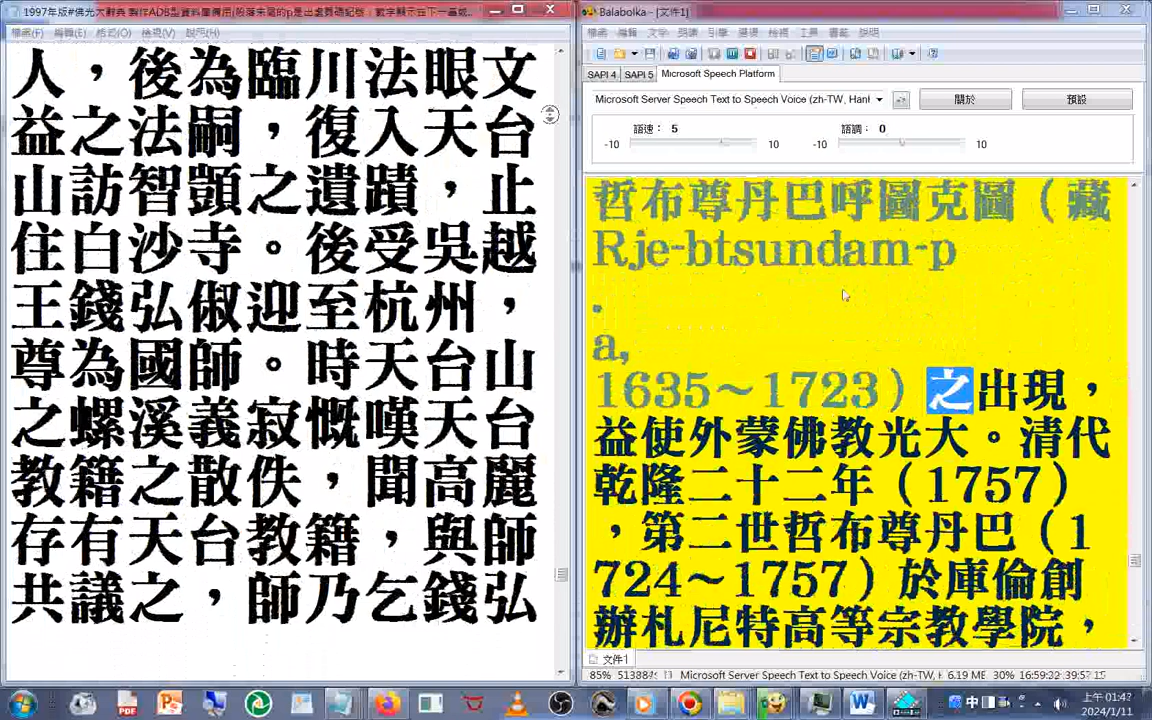 1997年版#佛光大辭典
人，後為臨川法眼文
益之法嗣，復入天台
山訪智顗之遺蹟，止
住白沙寺。後受吳越
王錢弘俶迎至杭州，
尊為國師。時天台山
之螺溪義寂慨嘆天台
教籍之散佚，聞高麗
存有天台教籍，與師
共議之，師乃乞錢弘
Balabolka - [文件1]
SAPI 4 SAPI 5 Microsoft Speech Platform
Microsoft Server Speech Text to Speech Voice (zh-TW, Hanl
關於 預設
語速： 5 語調： 0
-10 10 -10 10
哲布尊丹巴呼圖克圖（藏
Rje-btsundam-p
.
a,
1635～1723）之出現，
益使外蒙佛教光大。清代
乾隆二十二年（1757）
，第二世哲布尊丹巴（1
724～1757）於庫倫創
辦札尼特高等宗教學院，
文件1
85% Microsoft Server Speech Text to Speech Voice (zh-TW, 6.19 ME 30%
上午 01:47
2024/1/11